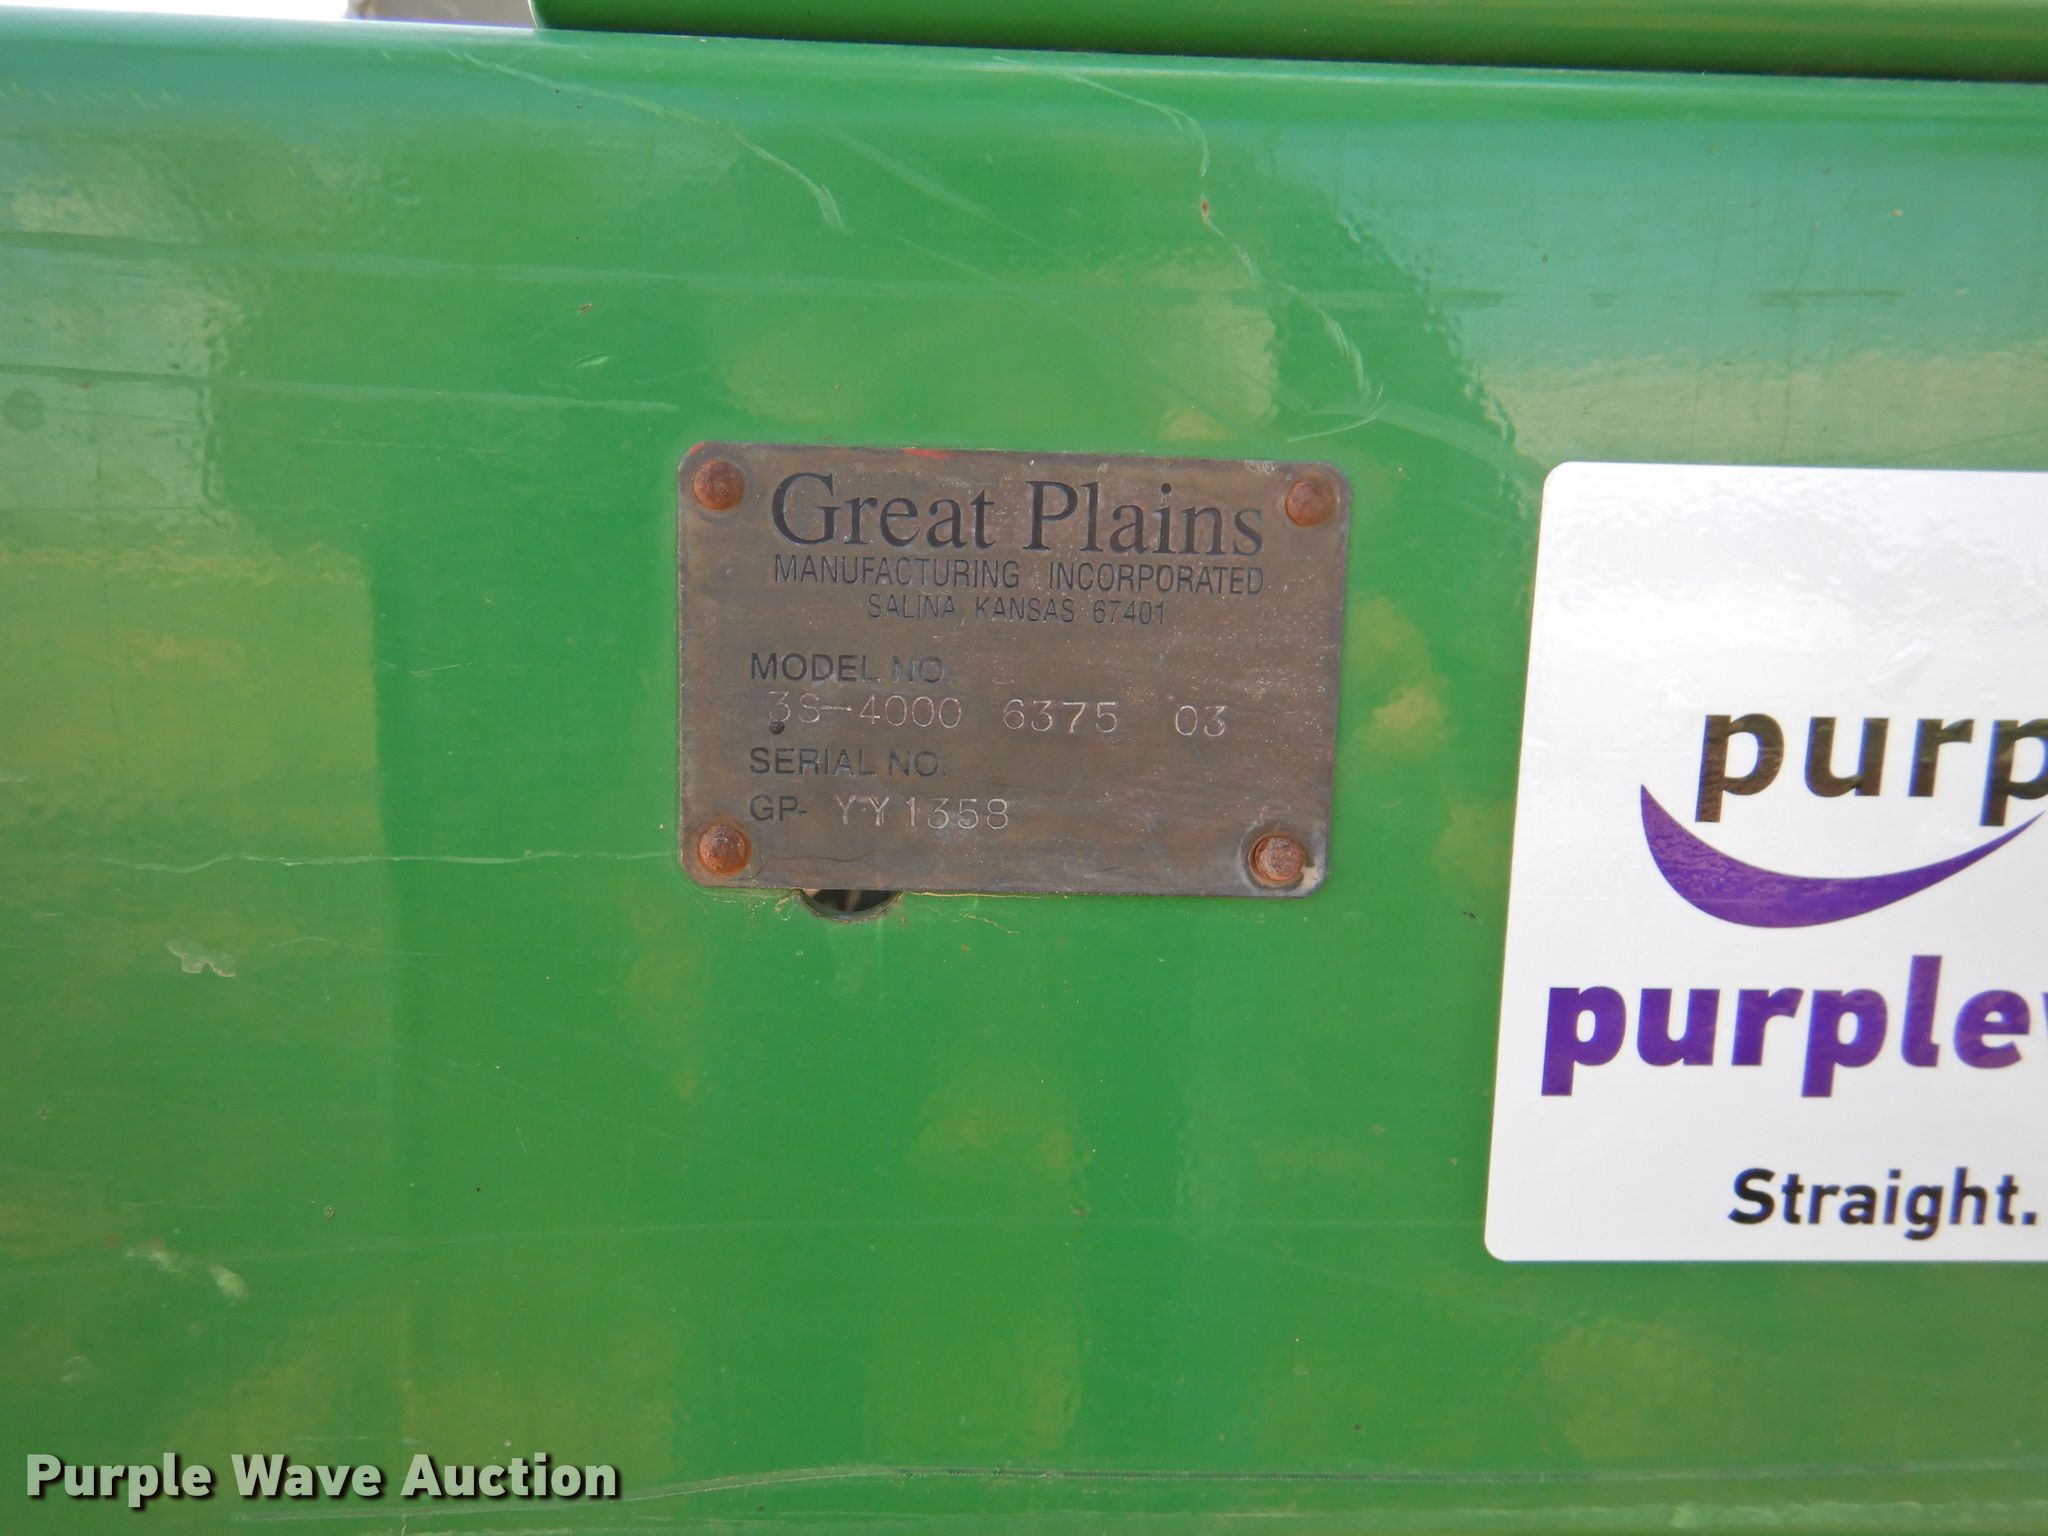 Great Plains
MANUFACTURING INCORPORATED
SALINA, KANSAS 67401
MODEL NO.
3S-4000 6375 03
SERIAL NO.
GP- YY1358
purp
purplew
Straight.
Purple Wave Auction